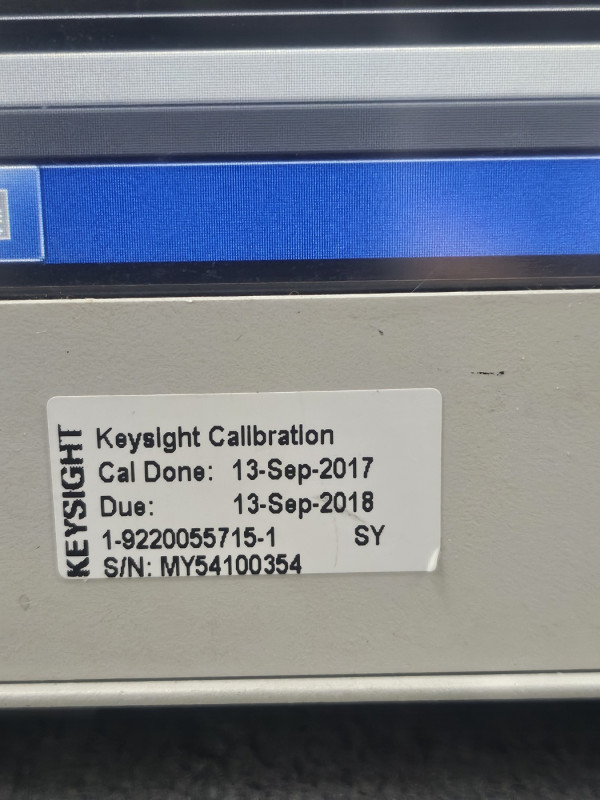 KEYSIGHT
Keysight Calibration
Cal Done: 13-Sep-2017
Due: 13-Sep-2018
1-9220055715-1 SY
S/N: MY54100354